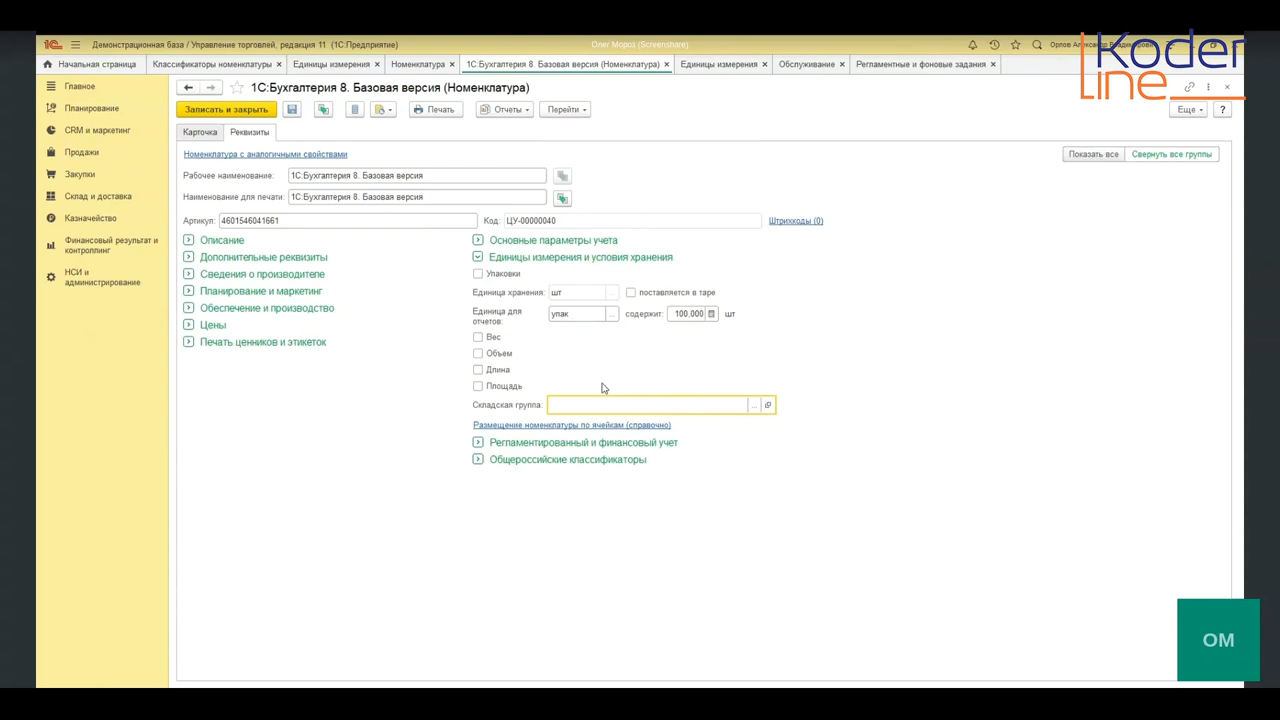 Демонстрационная база / Управление торговлей, редакция 11 (1С:Предприятие)
Олег Мороз (Screenshare)
Koder
line
Начальная страница
Классификаторы номенклатуры
Единицы измерения
1С:Бухгалтерия 8. Базовая версия (Номенклатура)
Номенклатура
Единицы измерения
Обслуживание
Регламентные и фоновые задания
Главное
Планирование
CRM и маркетинг
Продажи
Закупки
Склад и доставка
Казначейство
Финансовый результат и
контроллинг
НСИ и
администрирование
1С:Бухгалтерия 8. Базовая версия (Номенклатура)
Записать и закрыть
Печать
Отчеты
Перейти
Еще
?
Карточка
Реквизиты
Номенклатура с аналогичными свойствами
Показать все
Свернуть все группы
Рабочее наименование: 1С:Бухгалтерия 8. Базовая версия
Наименование для печати: 1С:Бухгалтерия 8. Базовая версия
Артикул: 4601546041661 Код: ЦУ-00000040 Штрихкоды (0)
Описание
Дополнительные реквизиты
Сведения о производителе
Планирование и маркетинг
Обеспечение и производство
Цены
Печать ценников и этикеток
Основные параметры учета
Единицы измерения и условия хранения
Упаковки
Единица хранения: шт ... поставляется в таре
Единица для
отчетов: упак ... содержит: 100,000 шт
Вес
Объем
Длина
Площадь
Складская группа: ...
Размещение номенклатуры по ячейкам (справочно)
Регламентированный и финансовый учет
Общероссийские классификаторы
ОМ